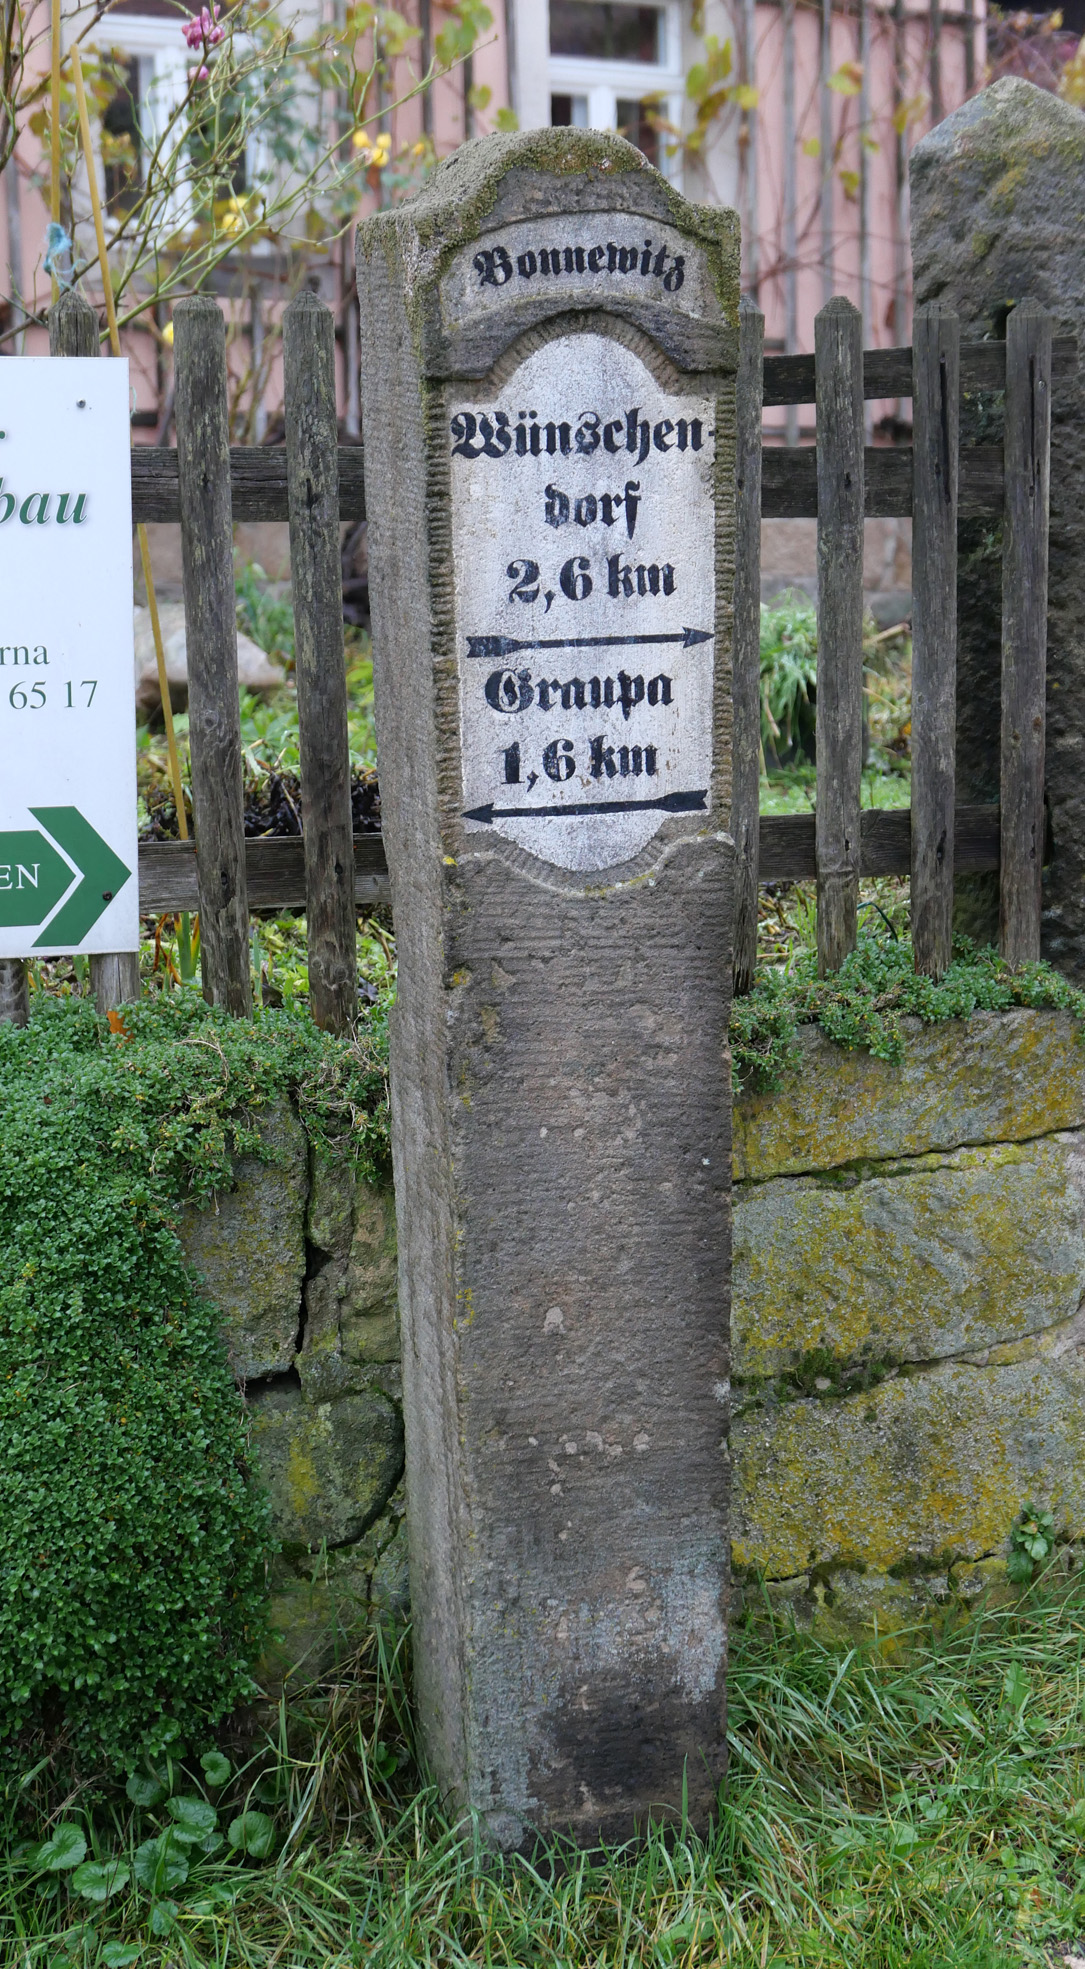 Bonnewitz
Wünschen-
dorf
2,6 km
Graupa
1,6 km
bau
rna
65 17
EN